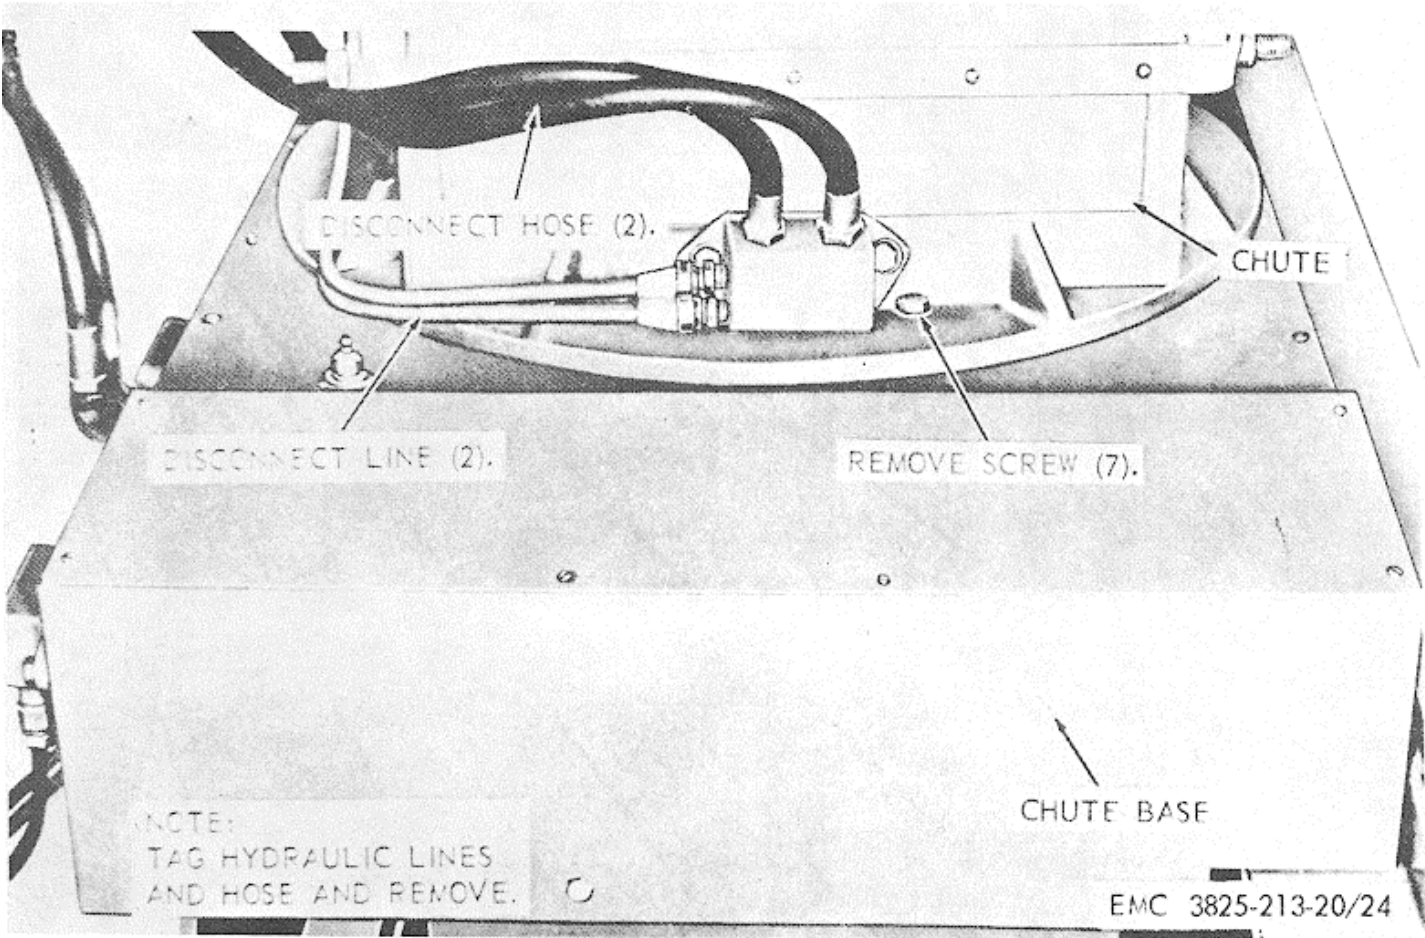 DISCONNECT HOSE (2).
CHUTE
DISCONNECT LINE (2).
REMOVE SCREW (7).
CHUTE BASE
NOTE:
TAG HYDRAULIC LINES
AND HOSE AND REMOVE.
EMC 3825-213-20/24